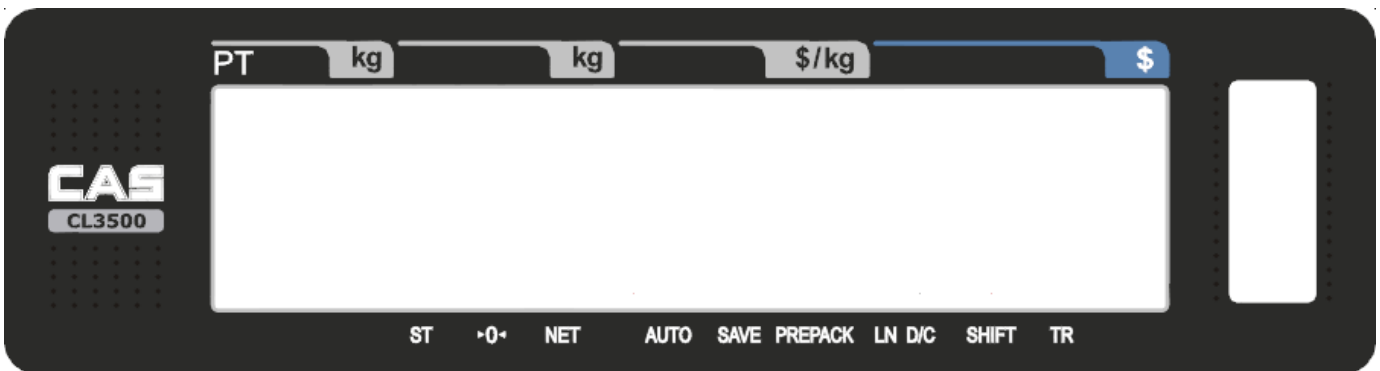 PT kg kg $/kg $
CAS
CL3500
ST ▸0◂ NET AUTO SAVE PREPACK LN D/C SHIFT TR